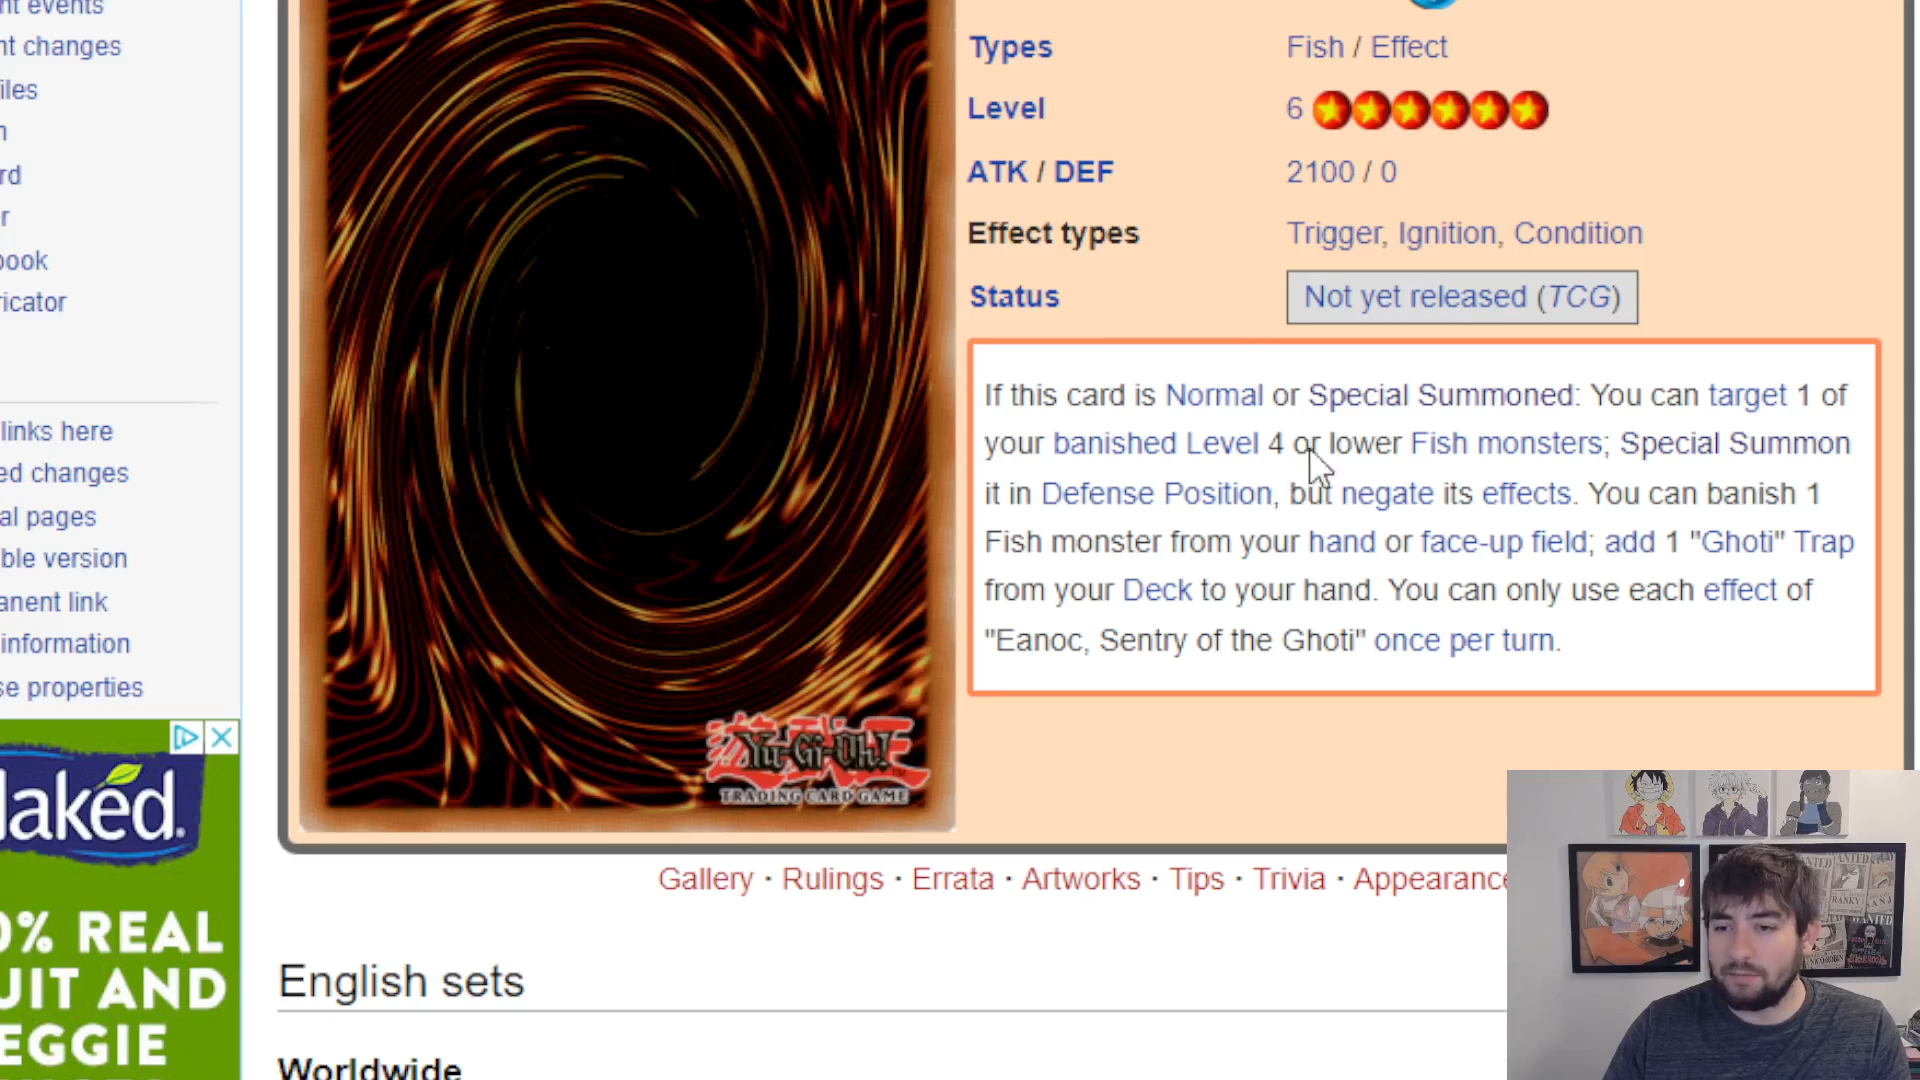 nt events
nt changes
iles
n
rd
r
book
ricator
links here
ed changes
al pages
ble version
anent link
information
se properties
Naked.
0% REAL
UIT AND
EGGIE
Yu-Gi-Oh!
TRADING CARD GAME
Types Fish / Effect
Level 6
ATK / DEF 2100 / 0
Effect types Trigger, Ignition, Condition
Status Not yet released (TCG)
If this card is Normal or Special Summoned: You can target 1 of
your banished Level 4 or lower Fish monsters; Special Summon
it in Defense Position, but negate its effects. You can banish 1
Fish monster from your hand or face-up field; add 1 "Ghoti" Trap
from your Deck to your hand. You can only use each effect of
"Eanoc, Sentry of the Ghoti" once per turn.
Gallery · Rulings · Errata · Artworks · Tips · Trivia · Appearance
English sets
Worldwide
WANTED